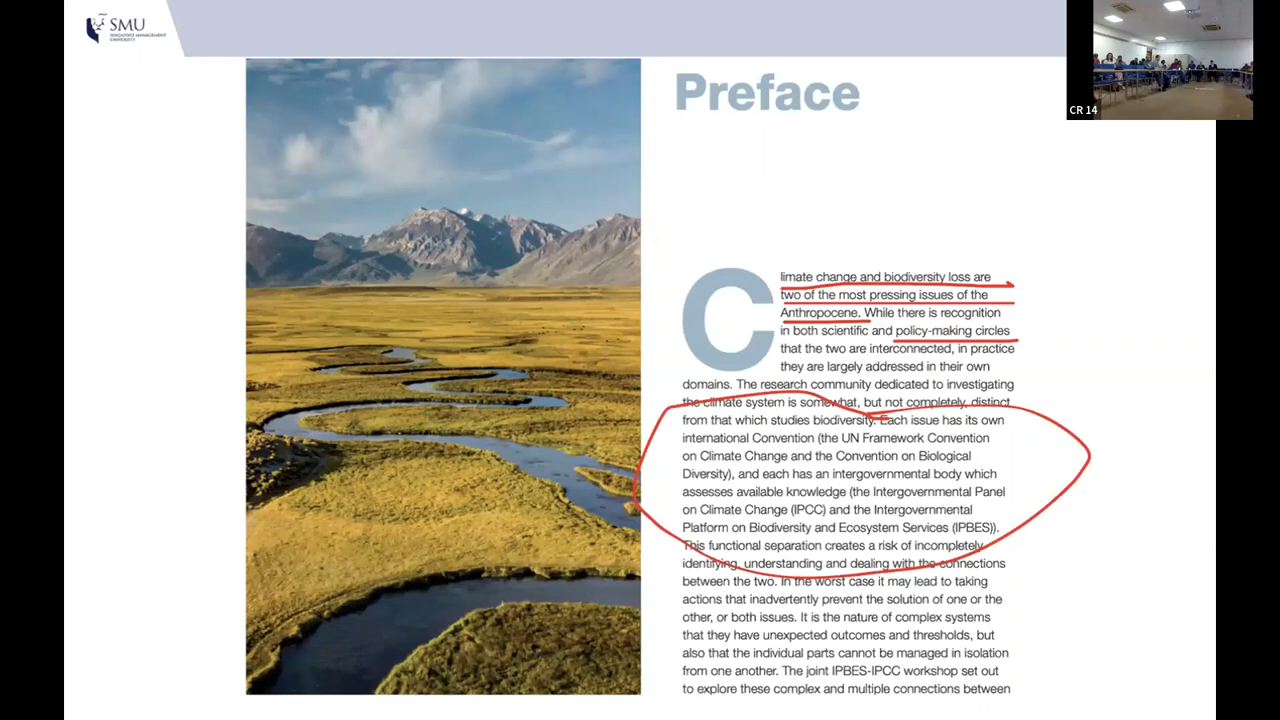 SMU
SINGAPORE MANAGEMENT
UNIVERSITY
CR 14
Preface
Climate change and biodiversity loss are
two of the most pressing issues of the
Anthropocene. While there is recognition
in both scientific and policy-making circles
that the two are interconnected, in practice
they are largely addressed in their own
domains. The research community dedicated to investigating
the climate system is somewhat, but not completely, distinct
from that which studies biodiversity. Each issue has its own
international Convention (the UN Framework Convention
on Climate Change and the Convention on Biological
Diversity), and each has an intergovernmental body which
assesses available knowledge (the Intergovernmental Panel
on Climate Change (IPCC) and the Intergovernmental
Platform on Biodiversity and Ecosystem Services (IPBES)).
This functional separation creates a risk of incompletely
identifying, understanding and dealing with the connections
between the two. In the worst case it may lead to taking
actions that inadvertently prevent the solution of one or the
other, or both issues. It is the nature of complex systems
that they have unexpected outcomes and thresholds, but
also that the individual parts cannot be managed in isolation
from one another. The joint IPBES-IPCC workshop set out
to explore these complex and multiple connections between